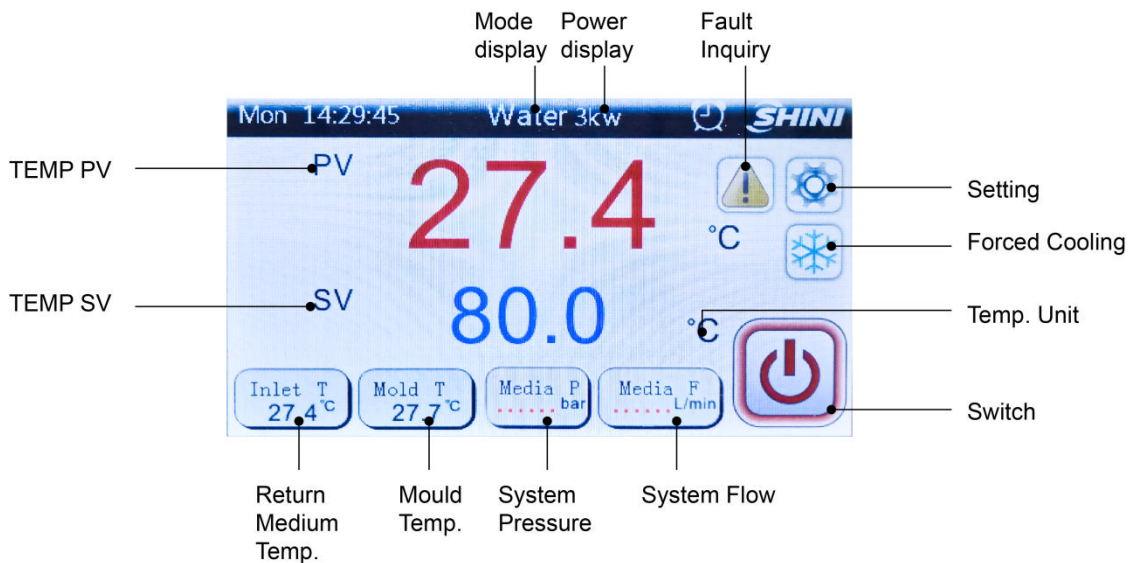 Mode
display
Power
display
Fault
Inquiry
Mon 14:29:45
Water 3kw
SHINI
TEMP PV
PV
27.4
°C
Setting
Forced Cooling
TEMP SV
SV
80.0
°C
Temp. Unit
Inlet T
27.4 °C
Mold T
27.7 °C
Media P
...... bar
Media F
...... L/min
Switch
Return
Medium
Temp.
Mould
Temp.
System
Pressure
System Flow